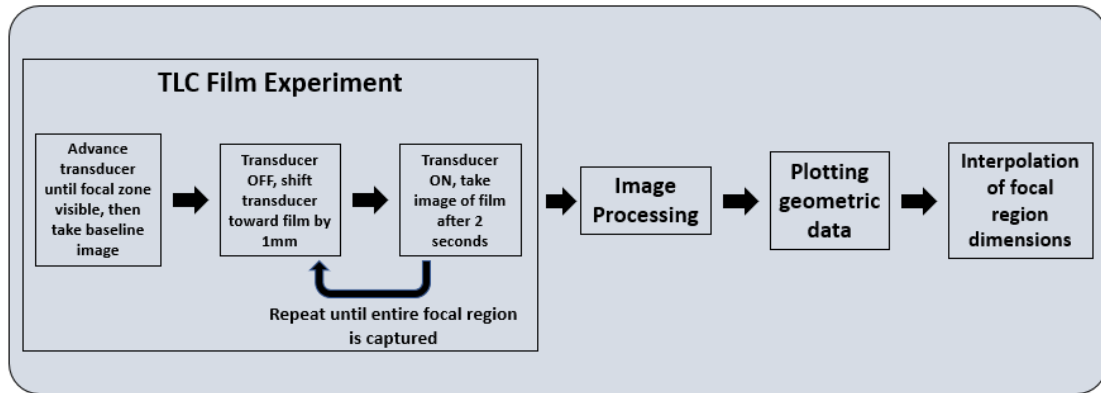 TLC Film Experiment
Advance
transducer
until focal zone
visible, then
take baseline
image
Transducer
OFF, shift
transducer
toward film by
1mm
Transducer
ON, take
image of film
after 2
seconds
Repeat until entire focal region
is captured
Image
Processing
Plotting
geometric
data
Interpolation
of focal
region
dimensions